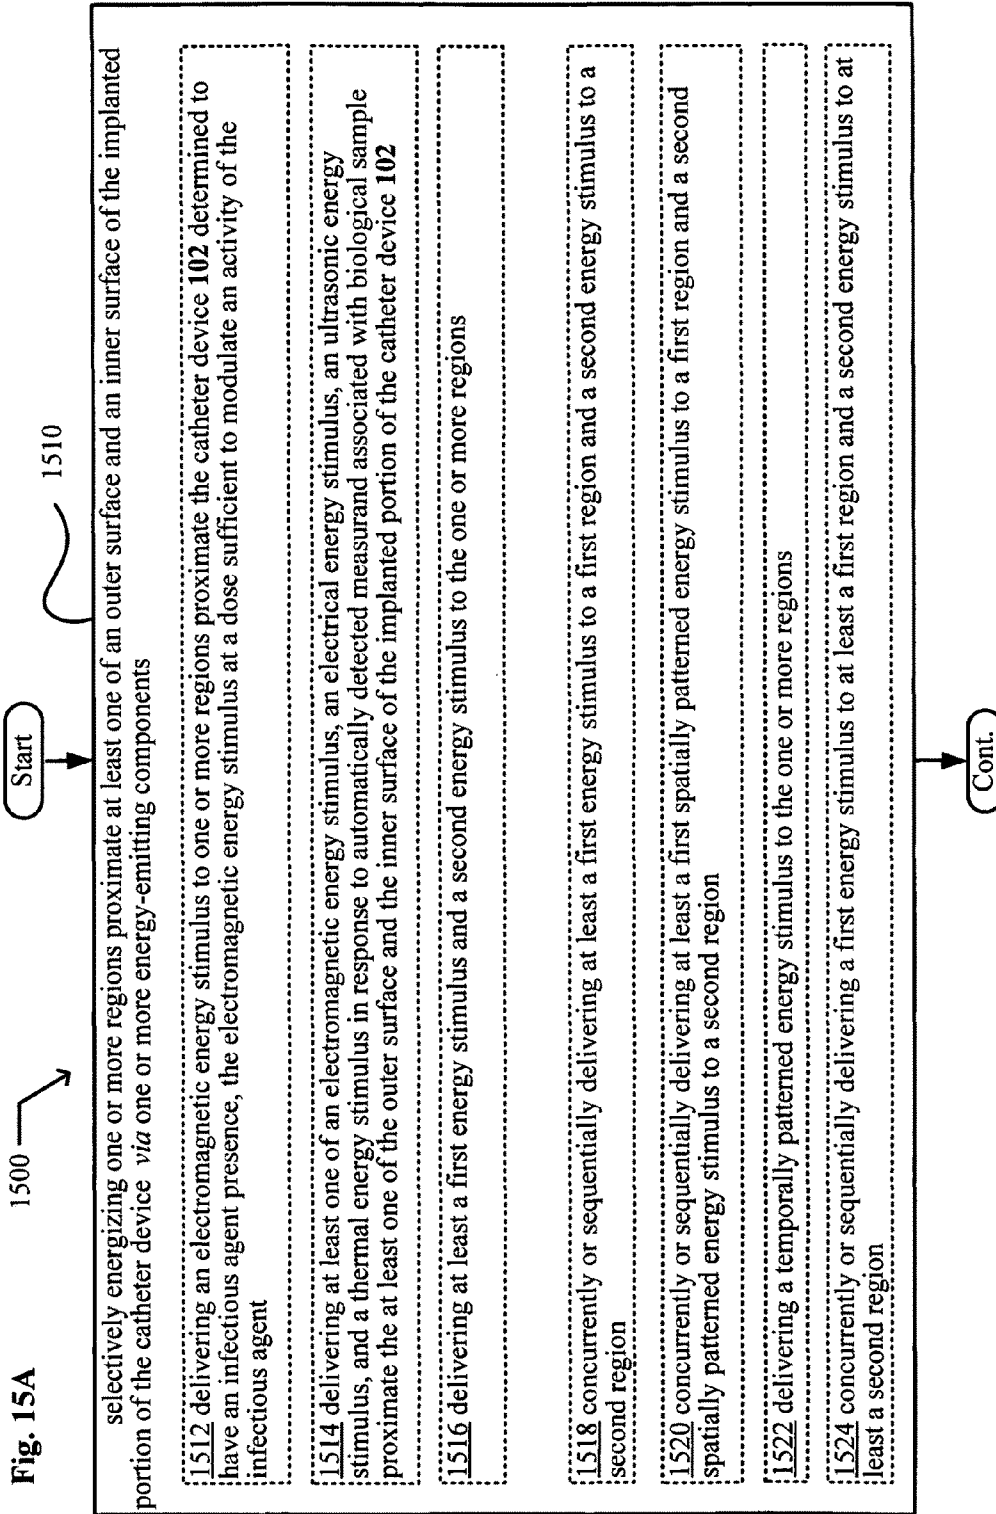 Fig. 15A
1500
Start
1510
selectively energizing one or more regions proximate at least one of an outer surface and an inner surface of the implanted
portion of the catheter device via one or more energy-emitting components
1512 delivering an electromagnetic energy stimulus to one or more regions proximate the catheter device 102 determined to
have an infectious agent presence, the electromagnetic energy stimulus at a dose sufficient to modulate an activity of the
infectious agent
1514 delivering at least one of an electromagnetic energy stimulus, an electrical energy stimulus, an ultrasonic energy
stimulus, and a thermal energy stimulus in response to automatically detected measurand associated with biological sample
proximate the at least one of the outer surface and the inner surface of the implanted portion of the catheter device 102
1516 delivering at least a first energy stimulus and a second energy stimulus to the one or more regions
1518 concurrently or sequentially delivering at least a first energy stimulus to a first region and a second energy stimulus to a
second region
1520 concurrently or sequentially delivering at least a first spatially patterned energy stimulus to a first region and a second
spatially patterned energy stimulus to a second region
1522 delivering a temporally patterned energy stimulus to the one or more regions
1524 concurrently or sequentially delivering a first energy stimulus to at least a first region and a second energy stimulus to at
least a second region
Cont.